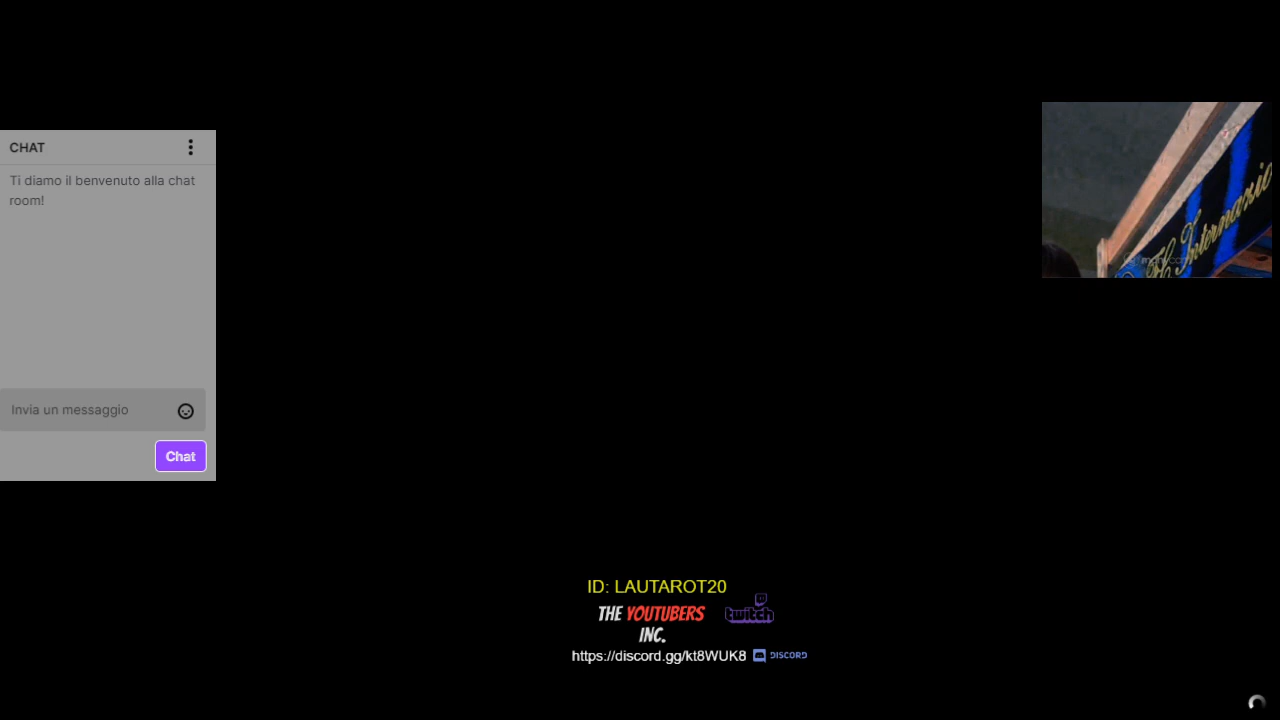 CHAT
Ti diamo il benvenuto alla chat
room!
Invia un messaggio
Chat
ID: LAUTAROT20
THE YOUTUBERS
INC.
twitch
https://discord.gg/kt8WUK8 DISCORD